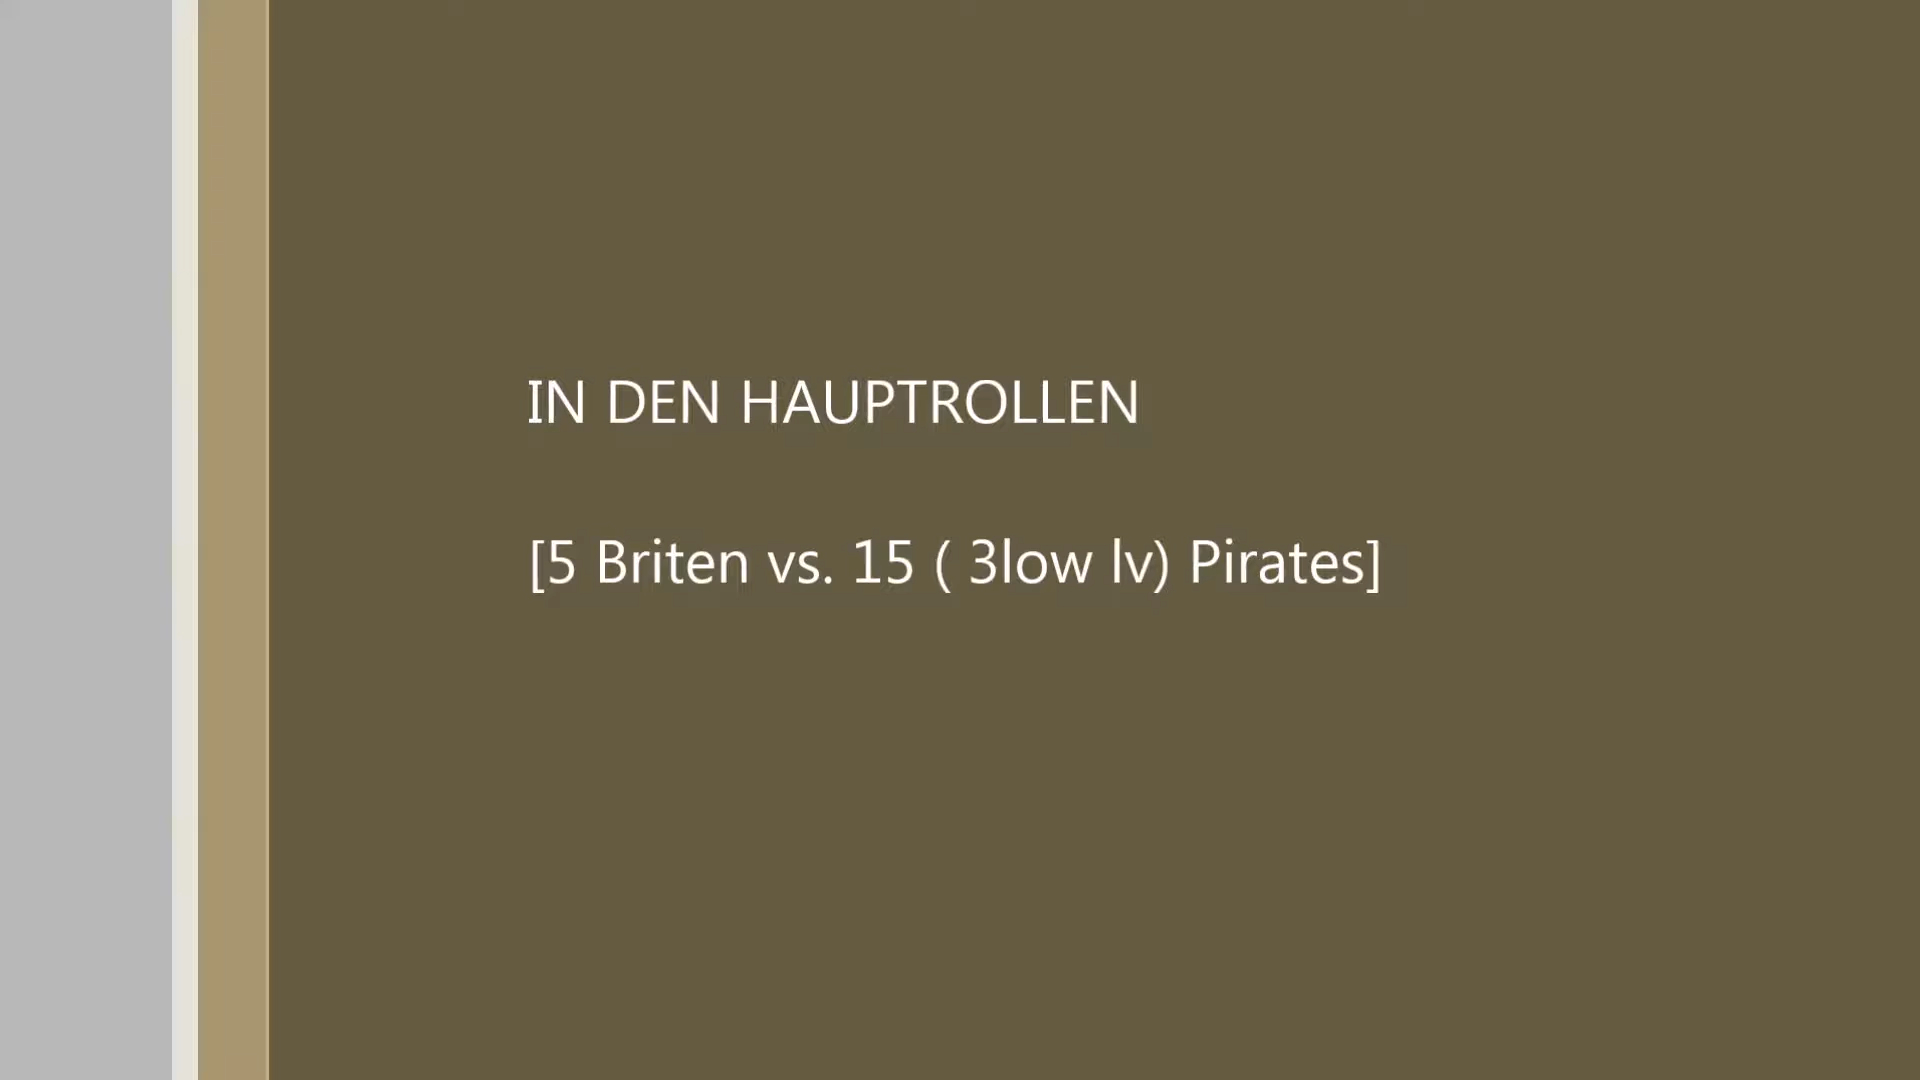 IN DEN HAUPTROLLEN
[5 Briten vs. 15 ( 3low lv) Pirates]